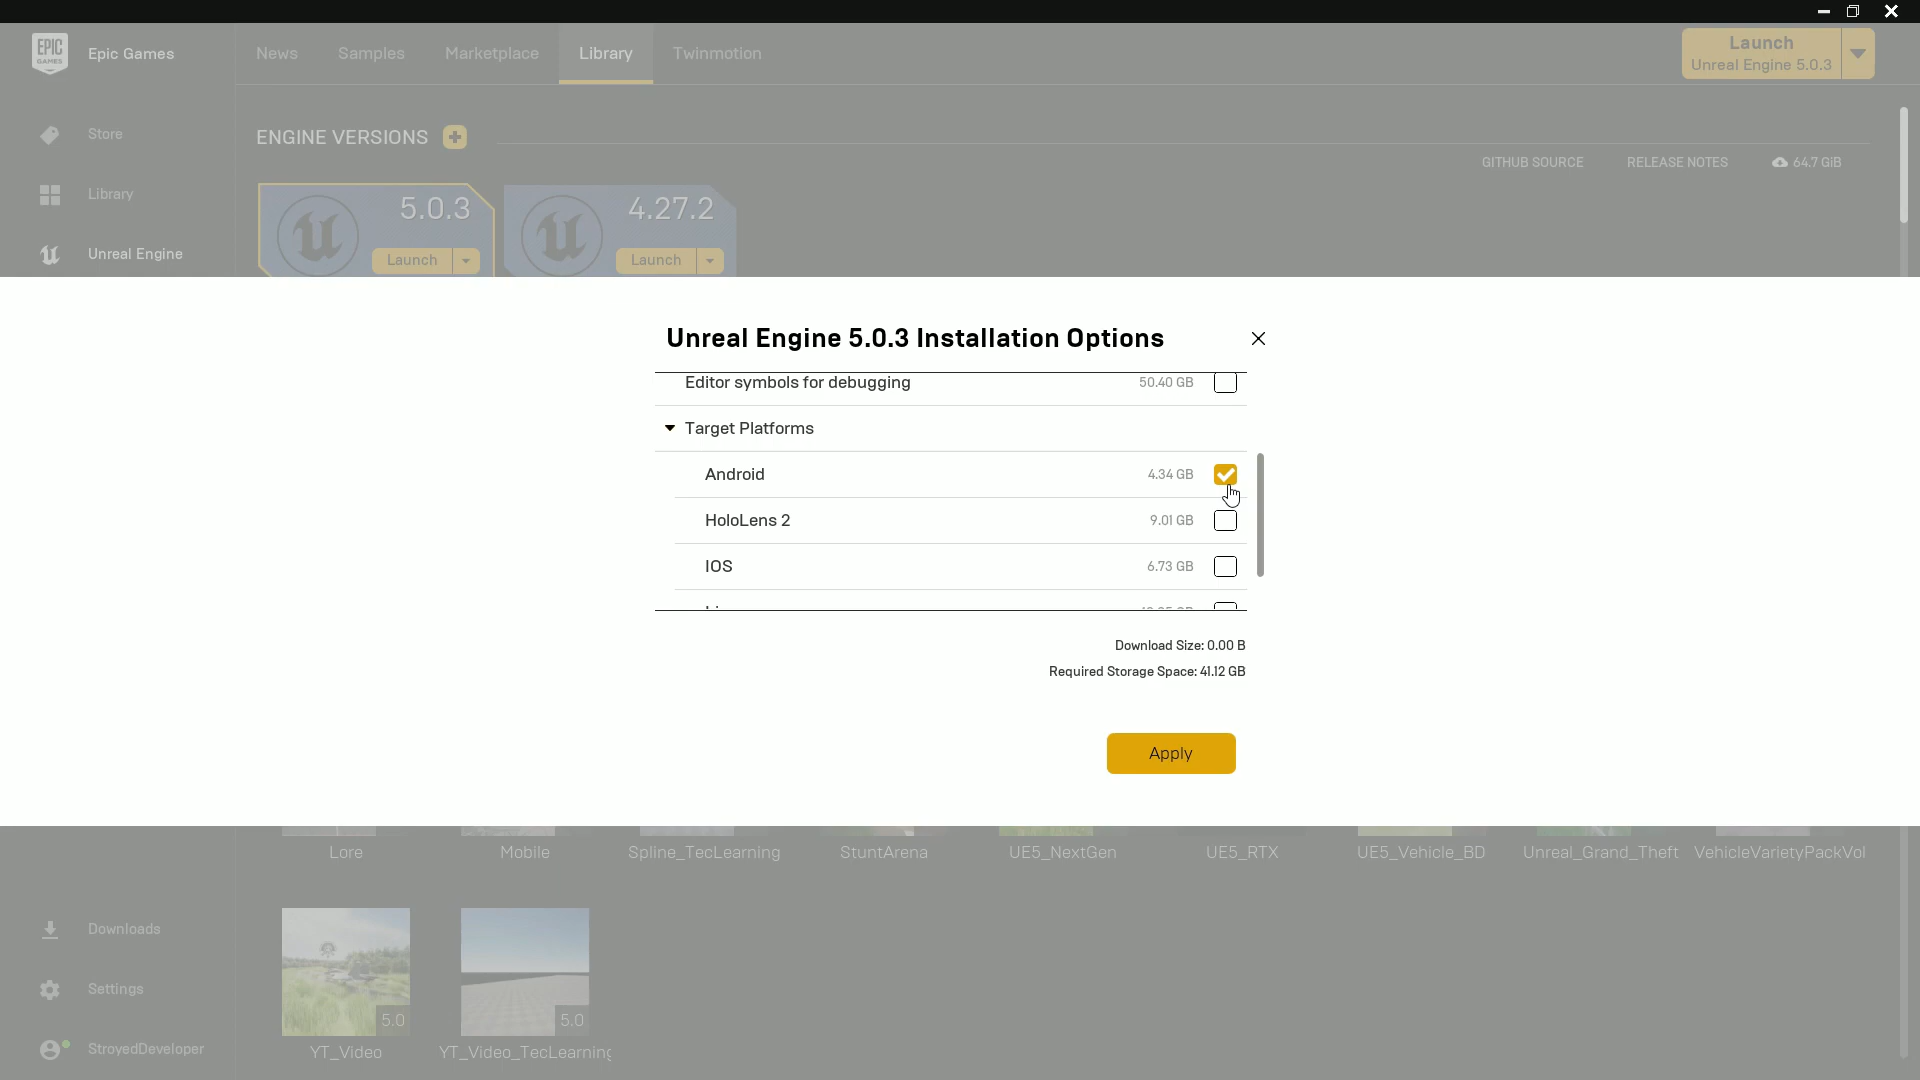 EPIC GAMES
Epic Games
News
Samples
Marketplace
Library
Twinmotion
Launch
Unreal Engine 5.0.3
Store
Library
Unreal Engine
ENGINE VERSIONS
GITHUB SOURCE
RELEASE NOTES
64.7 GiB
5.0.3
Launch
4.27.2
Launch
Unreal Engine 5.0.3 Installation Options
Editor symbols for debugging 50.40 GB
Target Platforms
Android 4.34 GB
HoloLens 2 9.01 GB
IOS 6.73 GB
Download Size: 0.00 B
Required Storage Space: 41.12 GB
Apply
Lore
Mobile
Spline_TecLearning
StuntArena
UE5_NextGen
UE5_RTX
UE5_Vehicle_BD
Unreal_Grand_Theft
VehicleVarietyPackVol
5.0
YT_Video
5.0
YT_Video_TecLearning
Downloads
Settings
StroyedDeveloper